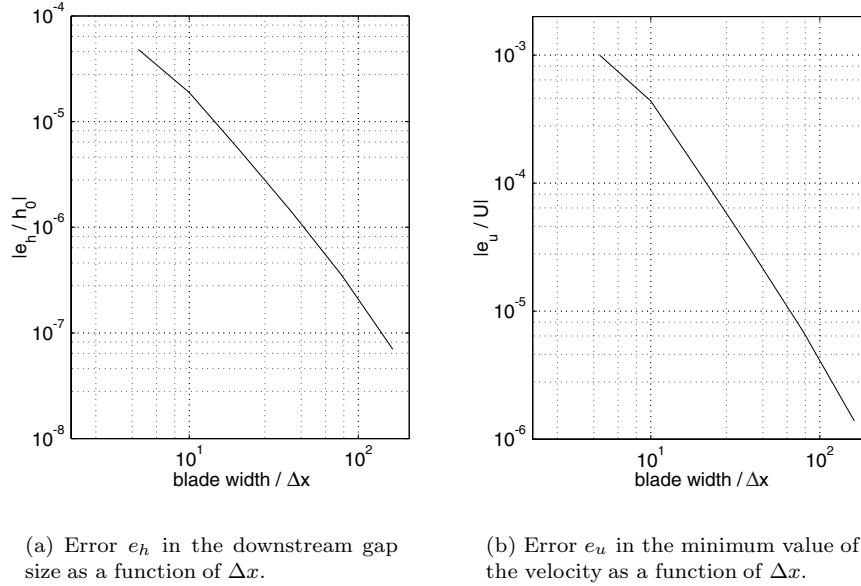 10^-4
10^-5
10^-6
10^-7
10^-8
|e_h / h_0|
10^1
10^2
blade width / Δx
(a) Error e_h in the downstream gap
size as a function of Δx.
10^-3
10^-4
10^-5
10^-6
|e_u / U|
10^1
10^2
blade width / Δx
(b) Error e_u in the minimum value of
the velocity as a function of Δx.